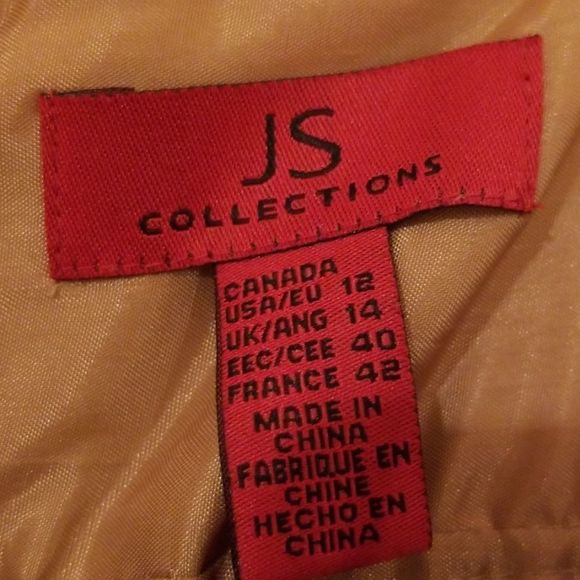 JS
COLLECTIONS
CANADA
USA/EU 12
UK/ANG 14
EEC/CEE 40
FRANCE 42
MADE IN
CHINA
FABRIQUE EN
CHINE
HECHO EN
CHINA